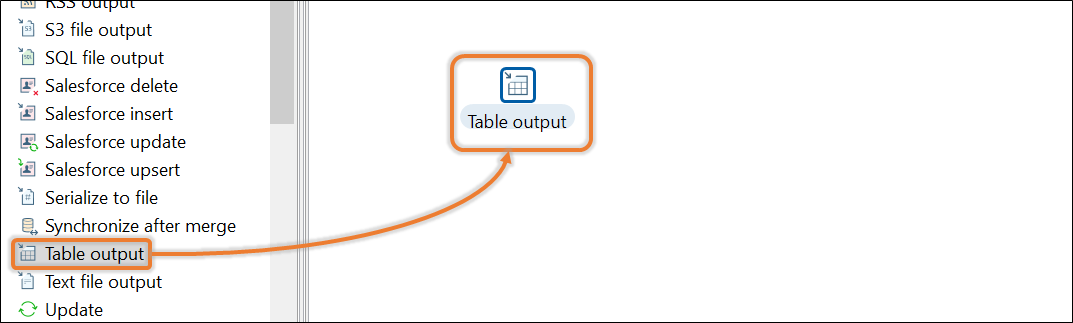 RSS output
S3 file output
SQL file output
Salesforce delete
Salesforce insert
Salesforce update
Salesforce upsert
Serialize to file
Synchronize after merge
Table output
Text file output
Update
Table output